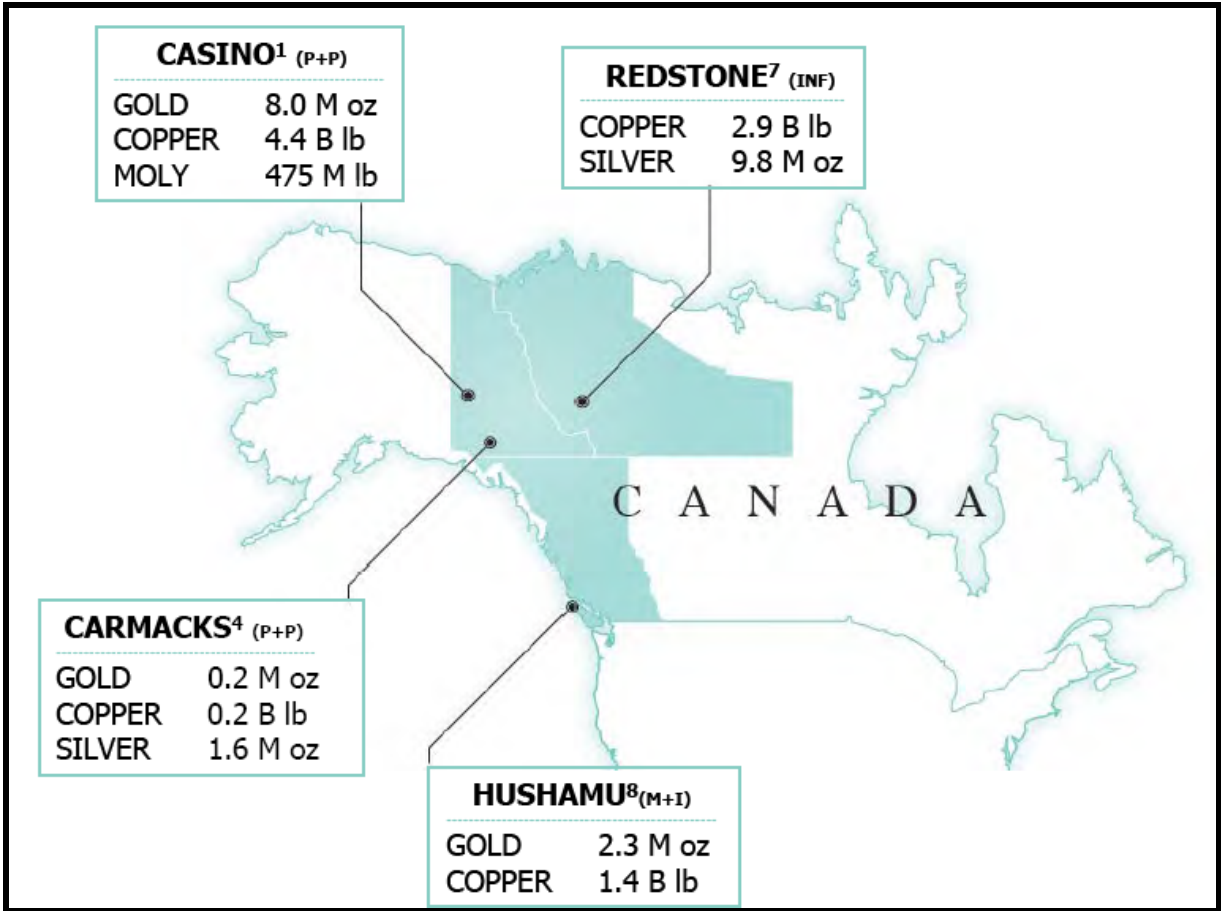 CASINO¹ (P+P)
GOLD 8.0 M oz
COPPER 4.4 B lb
MOLY 475 M lb
REDSTONE⁷ (INF)
COPPER 2.9 B lb
SILVER 9.8 M oz
CANADA
CARMACKS⁴ (P+P)
GOLD 0.2 M oz
COPPER 0.2 B lb
SILVER 1.6 M oz
HUSHAMU⁸(M+I)
GOLD 2.3 M oz
COPPER 1.4 B lb